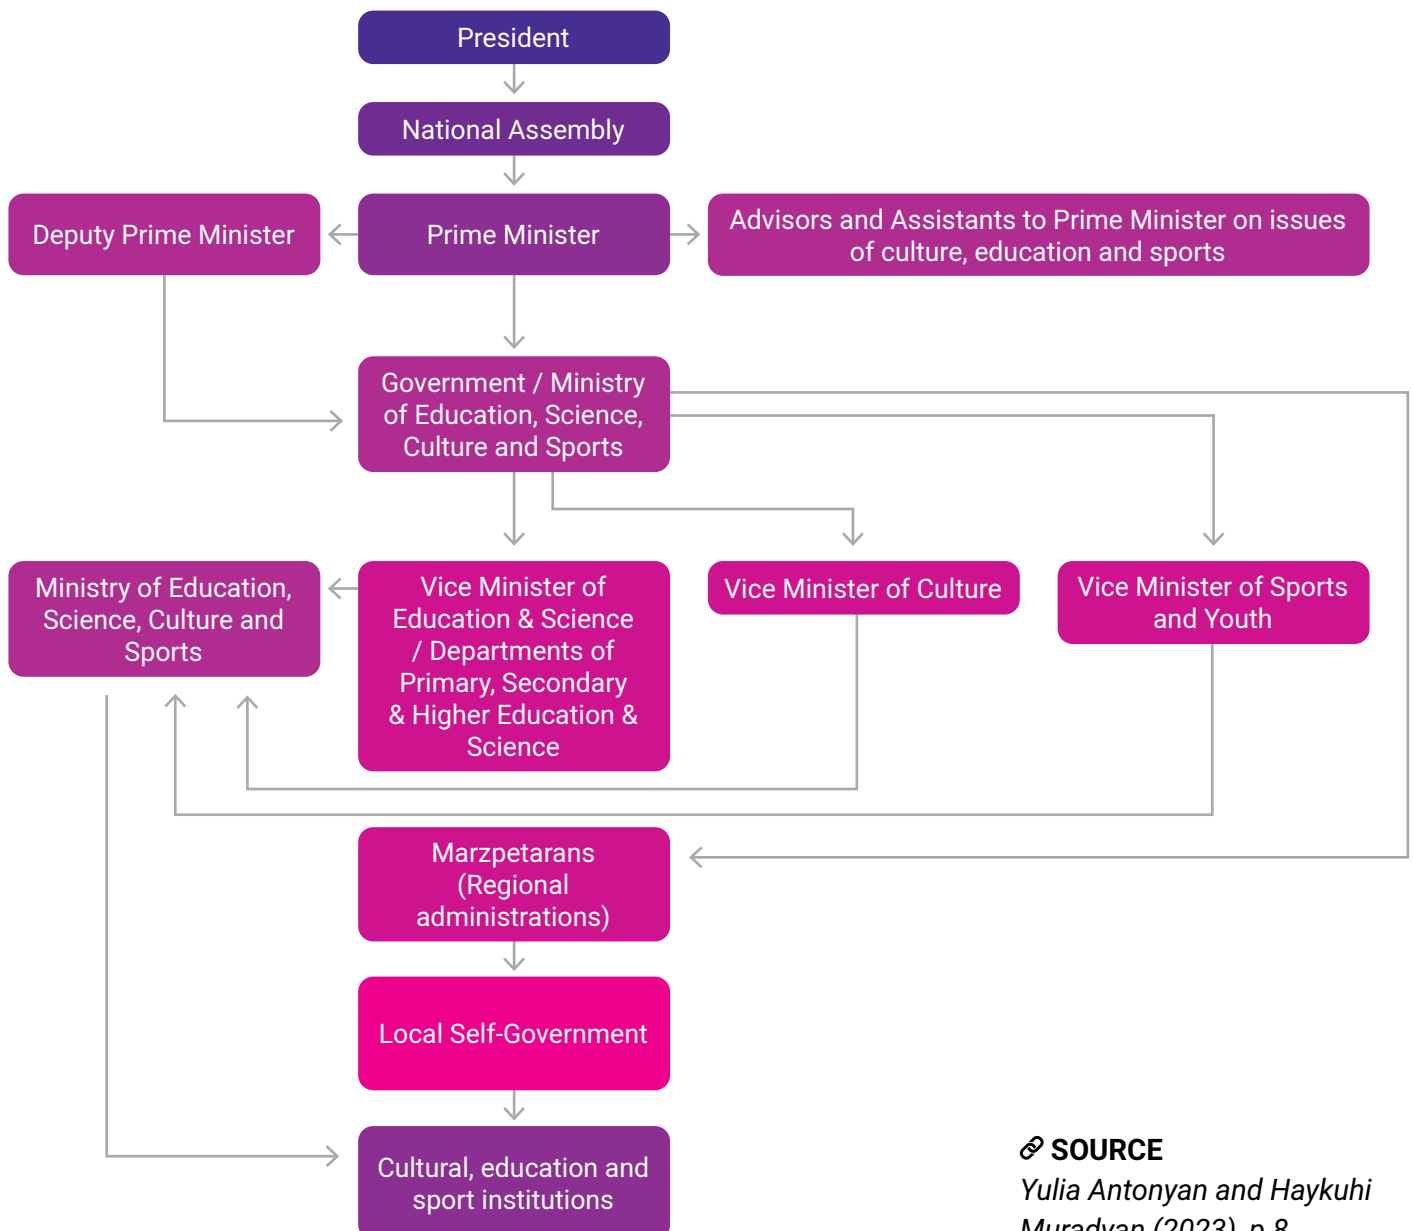 President
National Assembly
Deputy Prime Minister
Prime Minister
Advisors and Assistants to Prime Minister on issues
of culture, education and sports
Government / Ministry
of Education, Science,
Culture and Sports
Ministry of Education,
Science, Culture and
Sports
Vice Minister of
Education & Science
/ Departments of
Primary, Secondary
& Higher Education &
Science
Vice Minister of Culture
Vice Minister of Sports
and Youth
Marzpetarans
(Regional
administrations)
Local Self-Government
Cultural, education and
sport institutions
SOURCE
Yulia Antonyan and Haykuhi
Muradyan (2023), p.8